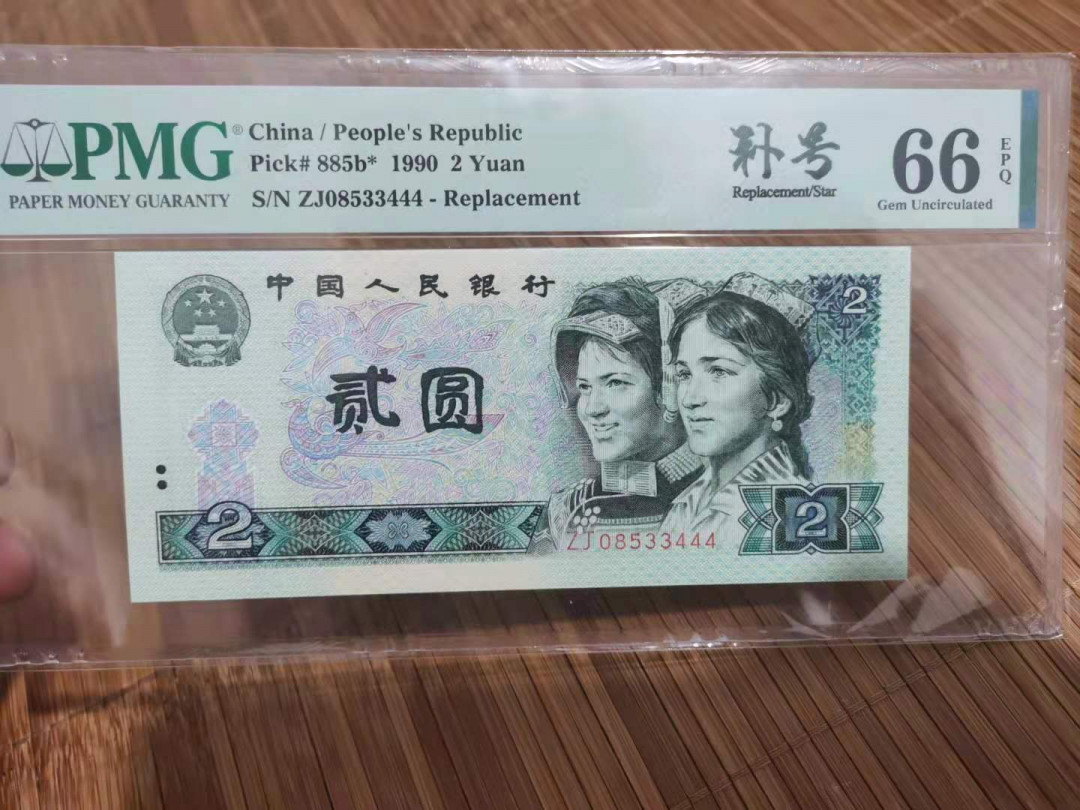 PMG®
PAPER MONEY GUARANTY
China / People's Republic
Pick# 885b* 1990 2 Yuan
S/N ZJ08533444 - Replacement
补号
Replacement/Star
66
EPQ
Gem Uncirculated
中国人民银行
2
贰圆
2
2
ZJ08533444